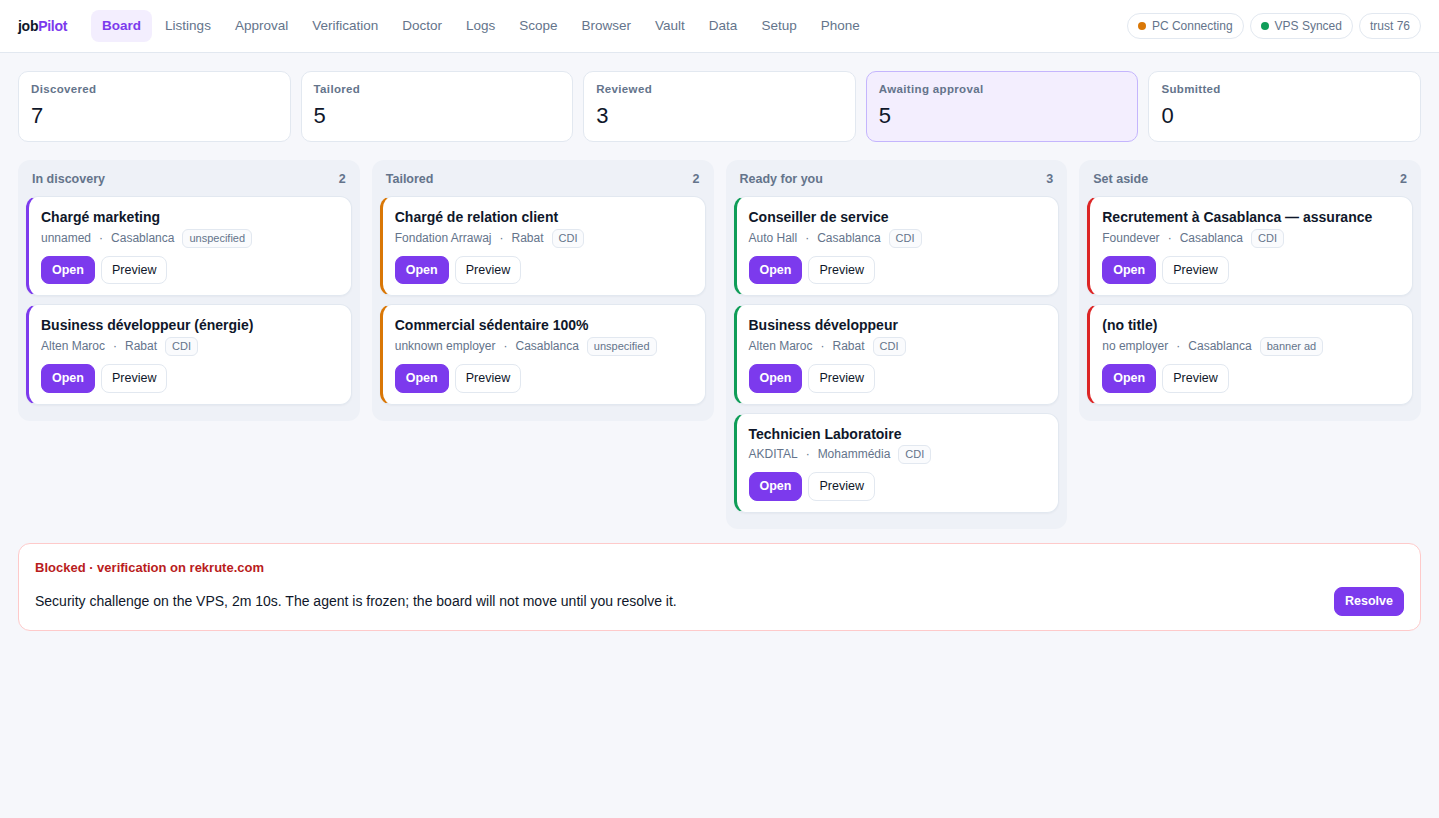 jobPilot Board Listings Approval Verification Doctor Logs Scope Browser Vault Data Setup Phone PC Connecting VPS Synced trust 76
Discovered
7
Tailored
5
Reviewed
3
Awaiting approval
5
Submitted
0
In discovery 2
Chargé marketing
unnamed · Casablanca unspecified
Open Preview
Business développeur (énergie)
Alten Maroc · Rabat CDI
Open Preview
Tailored 2
Chargé de relation client
Fondation Arrawaj · Rabat CDI
Open Preview
Commercial sédentaire 100%
unknown employer · Casablanca unspecified
Open Preview
Ready for you 3
Conseiller de service
Auto Hall · Casablanca CDI
Open Preview
Business développeur
Alten Maroc · Rabat CDI
Open Preview
Technicien Laboratoire
AKDITAL · Mohammédia CDI
Open Preview
Set aside 2
Recrutement à Casablanca — assurance
Foundever · Casablanca CDI
Open Preview
(no title)
no employer · Casablanca banner ad
Open Preview
Blocked · verification on rekrute.com
Security challenge on the VPS, 2m 10s. The agent is frozen; the board will not move until you resolve it.
Resolve